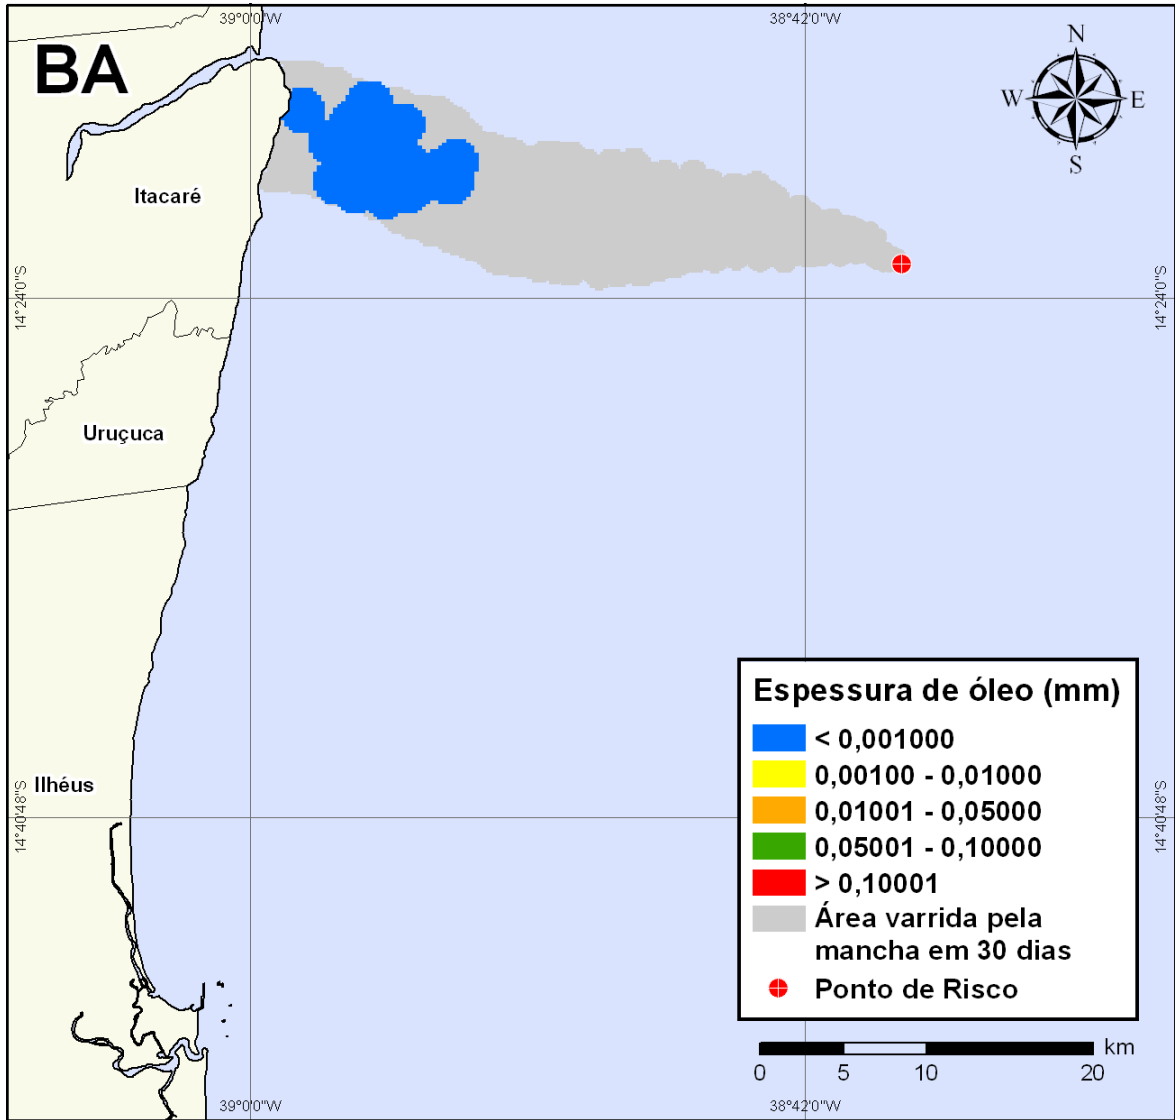 39°0'0"W
38°42'0"W
BA
N
W
E
S
Itacaré
14°24'0"S
14°24'0"S
Uruçuca
Espessura de óleo (mm)
< 0,001000
0,00100 - 0,01000
Ilhéus
0,01001 - 0,05000
14°40'48"S
14°40'48"S
0,05001 - 0,10000
> 0,10001
Área varrida pela
mancha em 30 dias
Ponto de Risco
km
0
5
10
20
39°0'0"W
38°42'0"W